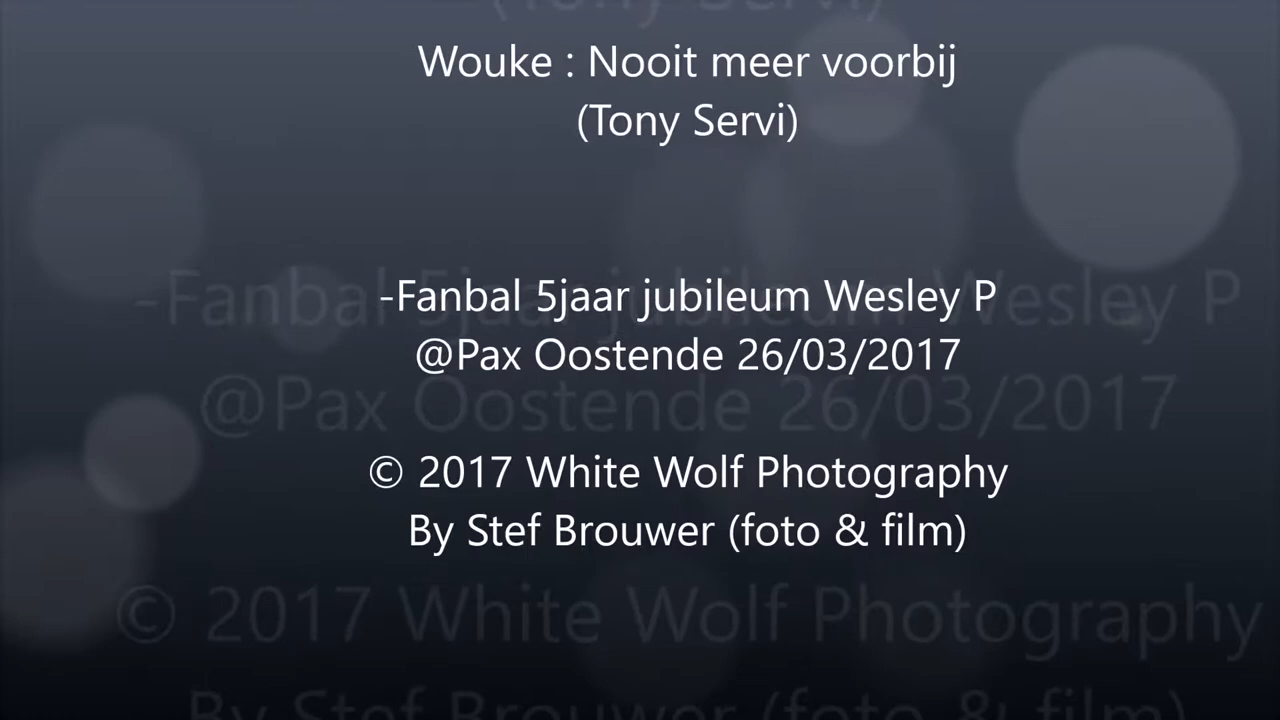 Wouke : Nooit meer voorbij
(Tony Servi)
-Fanbal 5jaar jubileum Wesley P
@Pax Oostende 26/03/2017
© 2017 White Wolf Photography
By Stef Brouwer (foto & film)